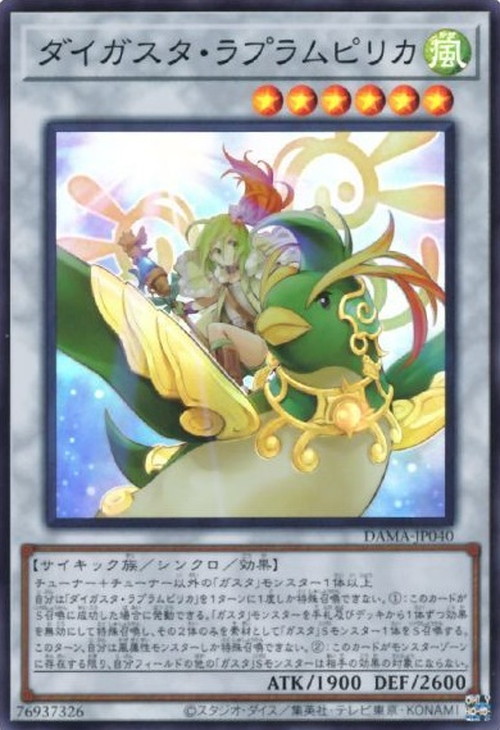 ダイガスタ・ラプラムピリカ
風
DAMA-JP040
【サイキック族／シンクロ／効果】
チューナー＋チューナー以外の「ガスタ」モンスター１体以上
自分は「ダイガスタ・ラプラムピリカ」を１ターンに１度しか特殊召喚できない。①：このカードが
Ｓ召喚に成功した場合に発動できる。「ガスタ」モンスターを手札及びデッキから１体ずつ効果
を無効にして特殊召喚し、その２体のみを素材として「ガスタ」Ｓモンスター１体をＳ召喚する。
このターン、自分は風属性モンスターしか特殊召喚できない。②：このカードがモンスターゾーン
に存在する限り、自分フィールドの他の「ガスタ」Ｓモンスターは相手の効果の対象にならない。
ATK/1900 DEF/2600
76937326
©スタジオ・ダイス／集英社・テレビ東京・KONAMI